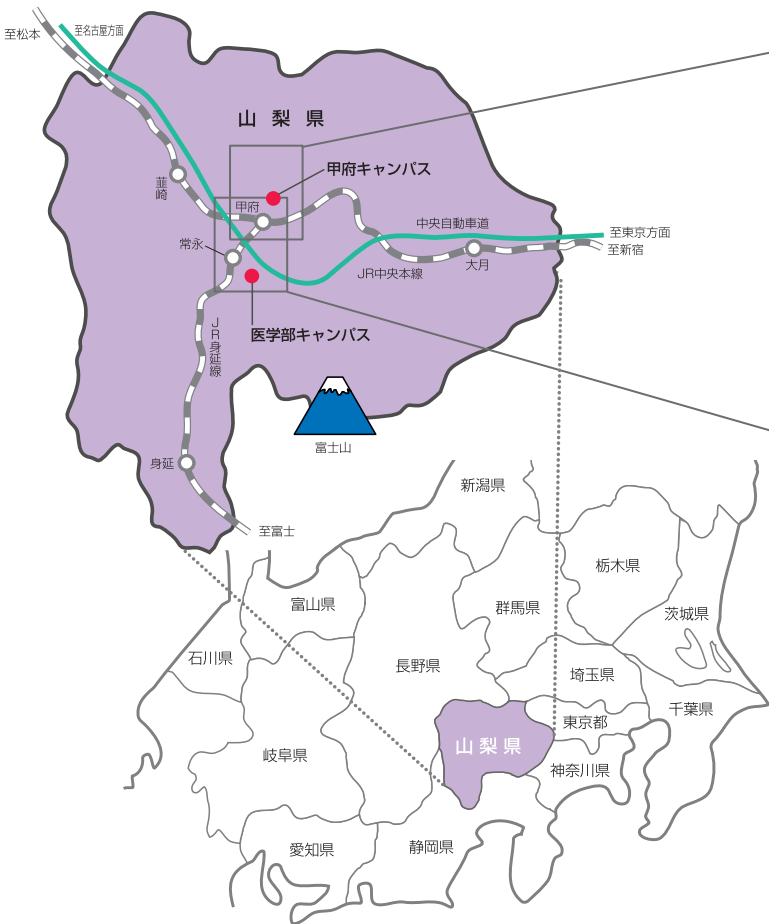 至松本
至名古屋方面
山梨県
甲府キャンパス
韮崎
甲府
中央自動車道
至東京方面
至新宿
常永
大月
JR中央本線
医学部キャンパス
JR身延線
富士山
身延
至富士
新潟県
栃木県
富山県
群馬県
茨城県
石川県
長野県
埼玉県
千葉県
東京都
山梨県
岐阜県
神奈川県
愛知県
静岡県